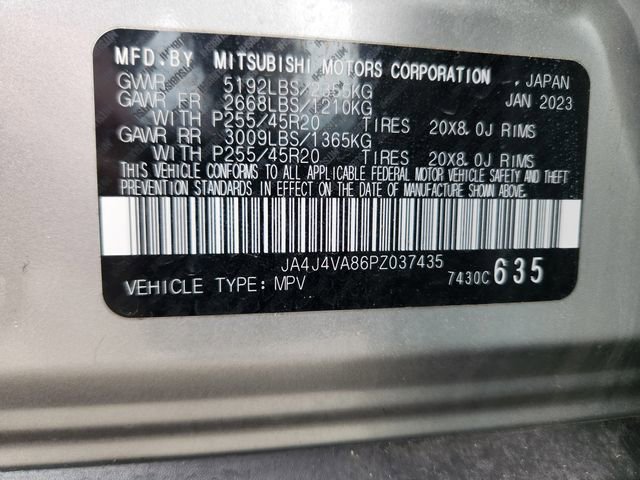 MFD.BY MITSUBISHI MOTORS CORPORATION, JAPAN
GVWR 5192LBS/2355KG JAN 2023
GAWR FR 2668LBS/1210KG
WITH P255/45R20 TIRES 20X8.0J RIMS
GAWR RR 3009LBS/1365KG
WITH P255/45R20 TIRES 20X8.0J RIMS
THIS VEHICLE CONFORMS TO ALL APPLICABLE FEDERAL MOTOR VEHICLE SAFETY AND THEFT
PREVENTION STANDARDS IN EFFECT ON THE DATE OF MANUFACTURE SHOWN ABOVE.
JA4J4VA86PZ037435
VEHICLE TYPE: MPV 7430C 635